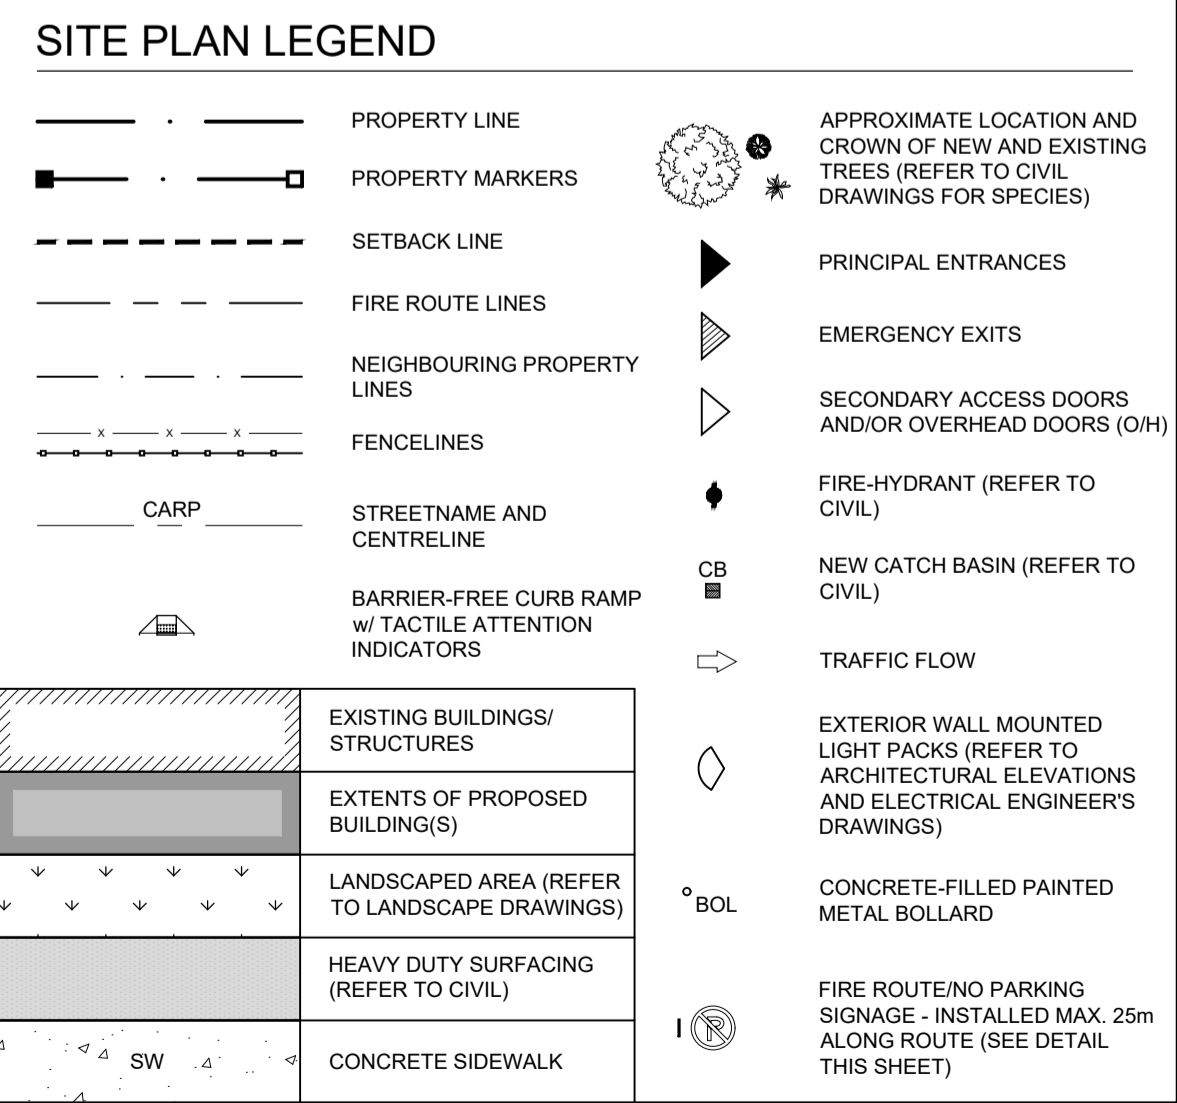 SITE PLAN LEGEND
PROPERTY LINE
PROPERTY MARKERS
SETBACK LINE
FIRE ROUTE LINES
NEIGHBOURING PROPERTY
LINES
x x x
FENCELINES
CARP
STREETNAME AND
CENTRELINE
BARRIER-FREE CURB RAMP
w/ TACTILE ATTENTION
INDICATORS
EXISTING BUILDINGS/
STRUCTURES
EXTENTS OF PROPOSED
BUILDING(S)
LANDSCAPED AREA (REFER
TO LANDSCAPE DRAWINGS)
HEAVY DUTY SURFACING
(REFER TO CIVIL)
SW
CONCRETE SIDEWALK
APPROXIMATE LOCATION AND
CROWN OF NEW AND EXISTING
TREES (REFER TO CIVIL
DRAWINGS FOR SPECIES)
PRINCIPAL ENTRANCES
EMERGENCY EXITS
SECONDARY ACCESS DOORS
AND/OR OVERHEAD DOORS (O/H)
FIRE-HYDRANT (REFER TO
CIVIL)
CB
NEW CATCH BASIN (REFER TO
CIVIL)
TRAFFIC FLOW
EXTERIOR WALL MOUNTED
LIGHT PACKS (REFER TO
ARCHITECTURAL ELEVATIONS
AND ELECTRICAL ENGINEER'S
DRAWINGS)
BOL
CONCRETE-FILLED PAINTED
METAL BOLLARD
P
FIRE ROUTE/NO PARKING
SIGNAGE - INSTALLED MAX. 25m
ALONG ROUTE (SEE DETAIL
THIS SHEET)